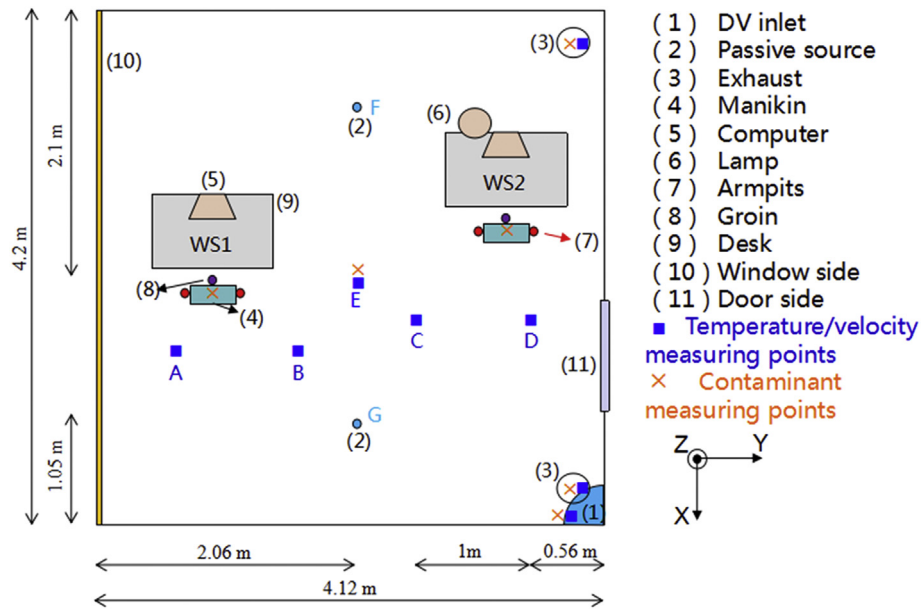 (3)
(10)
F
(2)
(6)
2.1 m
WS2
(5)
(9)
WS1
(7)
4.2 m
(8)
E
(4)
C
D
(11)
A
B
G
(2)
1.05 m
(3)
(1)
2.06 m
1m
0.56 m
4.12 m
( 1 ) DV inlet
( 2 ) Passive source
( 3 ) Exhaust
( 4 ) Manikin
( 5 ) Computer
( 6 ) Lamp
( 7 ) Armpits
( 8 ) Groin
( 9 ) Desk
( 10 ) Window side
( 11 ) Door side
Temperature/velocity
measuring points
Contaminant
measuring points
Z
Y
X